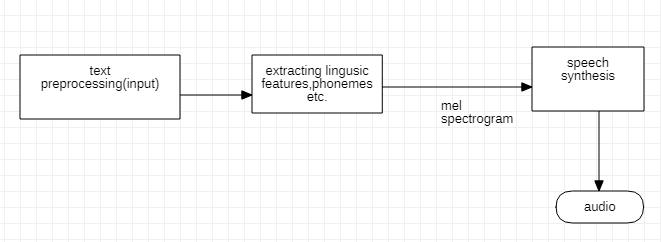 text
preprocessing(input)
extracting lingusic
features,phonemes
etc.
mel
spectrogram
speech
synthesis
audio